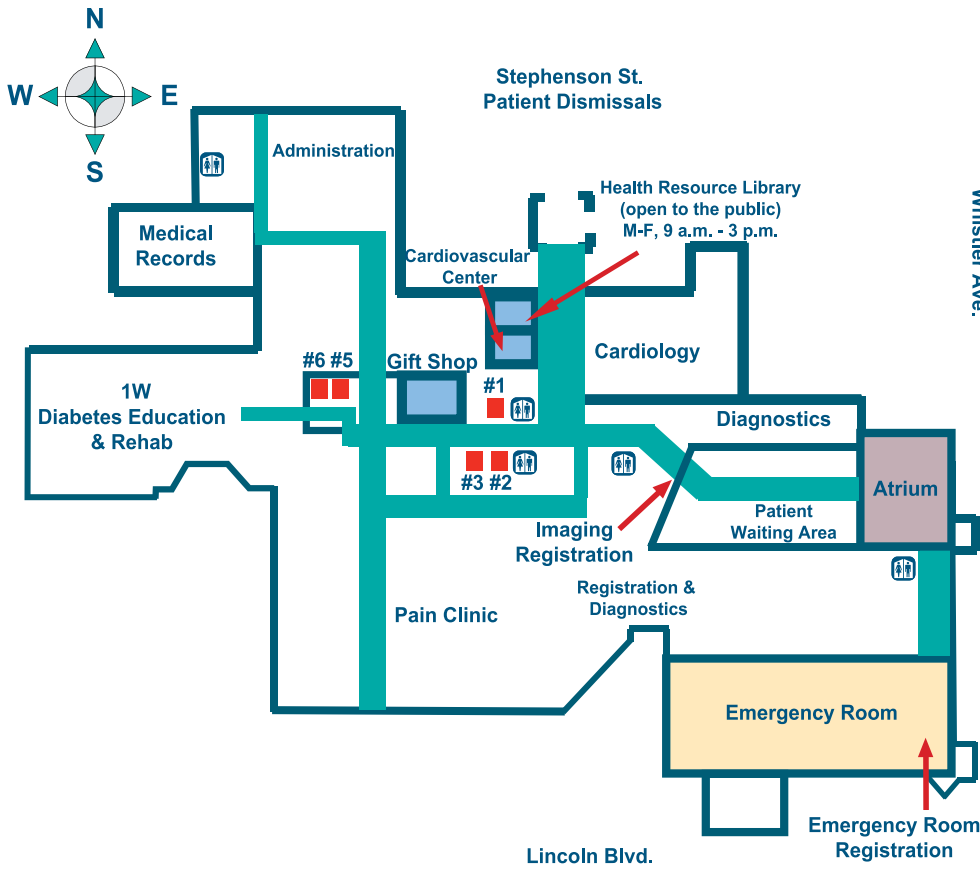 N
W E
S
Stephenson St.
Patient Dismissals
Administration
Health Resource Library
(open to the public)
M-F, 9 a.m. - 3 p.m.
Whistler Ave.
Medical
Records
Cardiovascular
Center
Cardiology
#6 #5
Gift Shop
#1
1W
Diabetes Education
& Rehab
Diagnostics
#3 #2
Atrium
Patient
Waiting Area
Imaging
Registration
Registration &
Diagnostics
Pain Clinic
Emergency Room
Emergency Room
Registration
Lincoln Blvd.